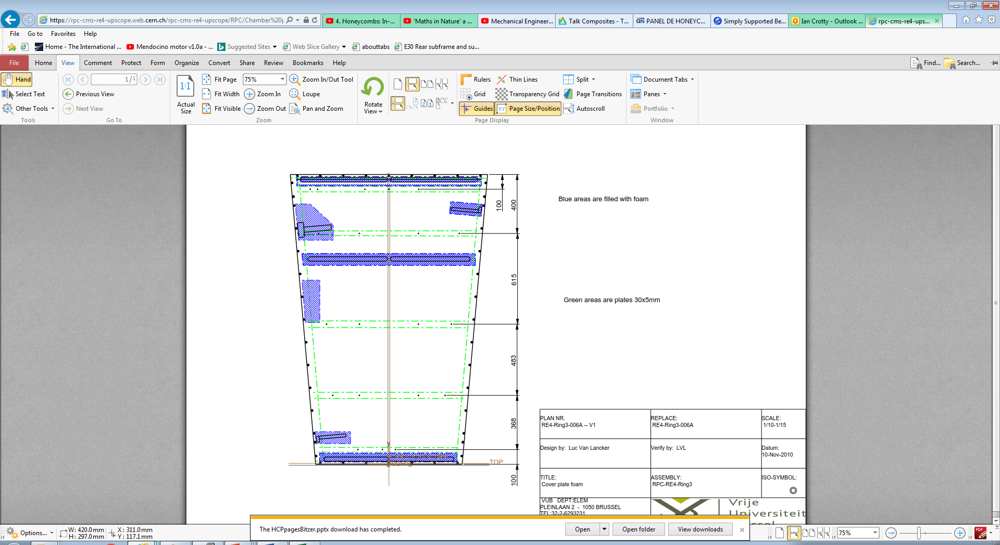 https://rpc-cms-re4-upscope.web.cern.ch/rpc-cms-re4-upscope/RPC/Chamber%20
4. Honeycombs: In-...
'Maths in Nature' a ...
Mechanical Engineer...
Talk Composites - T...
PANEL DE HONEYC...
Simply Supported Be...
Ian Crotty - Outlook ...
rpc-cms-re4-ups...
File Go to Favorites Help
Home - The International ...
Mendocino motor v1.0a - ...
Suggested Sites
Web Slice Gallery
abouttabs
E30 Rear subframe and su...
File Home View Comment Protect Form Organize Convert Share Review Bookmarks Help
Find... Search...
Hand
Select Text
Other Tools
Tools
1/1
Previous View
Next View
Go To
1:1
Actual
Size
Fit Page
Fit Width
Fit Visible
75%
Zoom In
Zoom Out
Zoom In/Out Tool
Loupe
Pan and Zoom
Zoom
Rotate
View
Rulers
Grid
Guides
Thin Lines
Transparency Grid
Page Size/Position
Split
Page Transitions
Autoscroll
Page Display
Document Tabs
Panes
Portfolio
Window
100
400
615
483
368
100
Y
X
TOP
Blue areas are filled with foam
Green areas are plates 30x5mm
PLAN NR.
RE4-Ring3-006A -- V1
REPLACE:
RE4-Ring3-006A
SCALE:
1/10-1/15
Design by: Luc Van Lancker
Verify by: LVL
Datum:
10-Nov-2010
TITLE:
Cover plate foam
ASSEMBLY:
RPC-RE4-Ring3
ISO-SYMBOL:
VUB DEPT:ELEM
PLEINLAAN 2 - 1050 BRUSSEL
TEL:32-2-6293231
Vrije
Universiteit
The HCPpagesBitzer.pptx download has completed.
Open
Open folder
View downloads
Options...
W: 420.0mm
H: 297.0mm
X : 311.0mm
Y : 117.1mm
75%
PDF